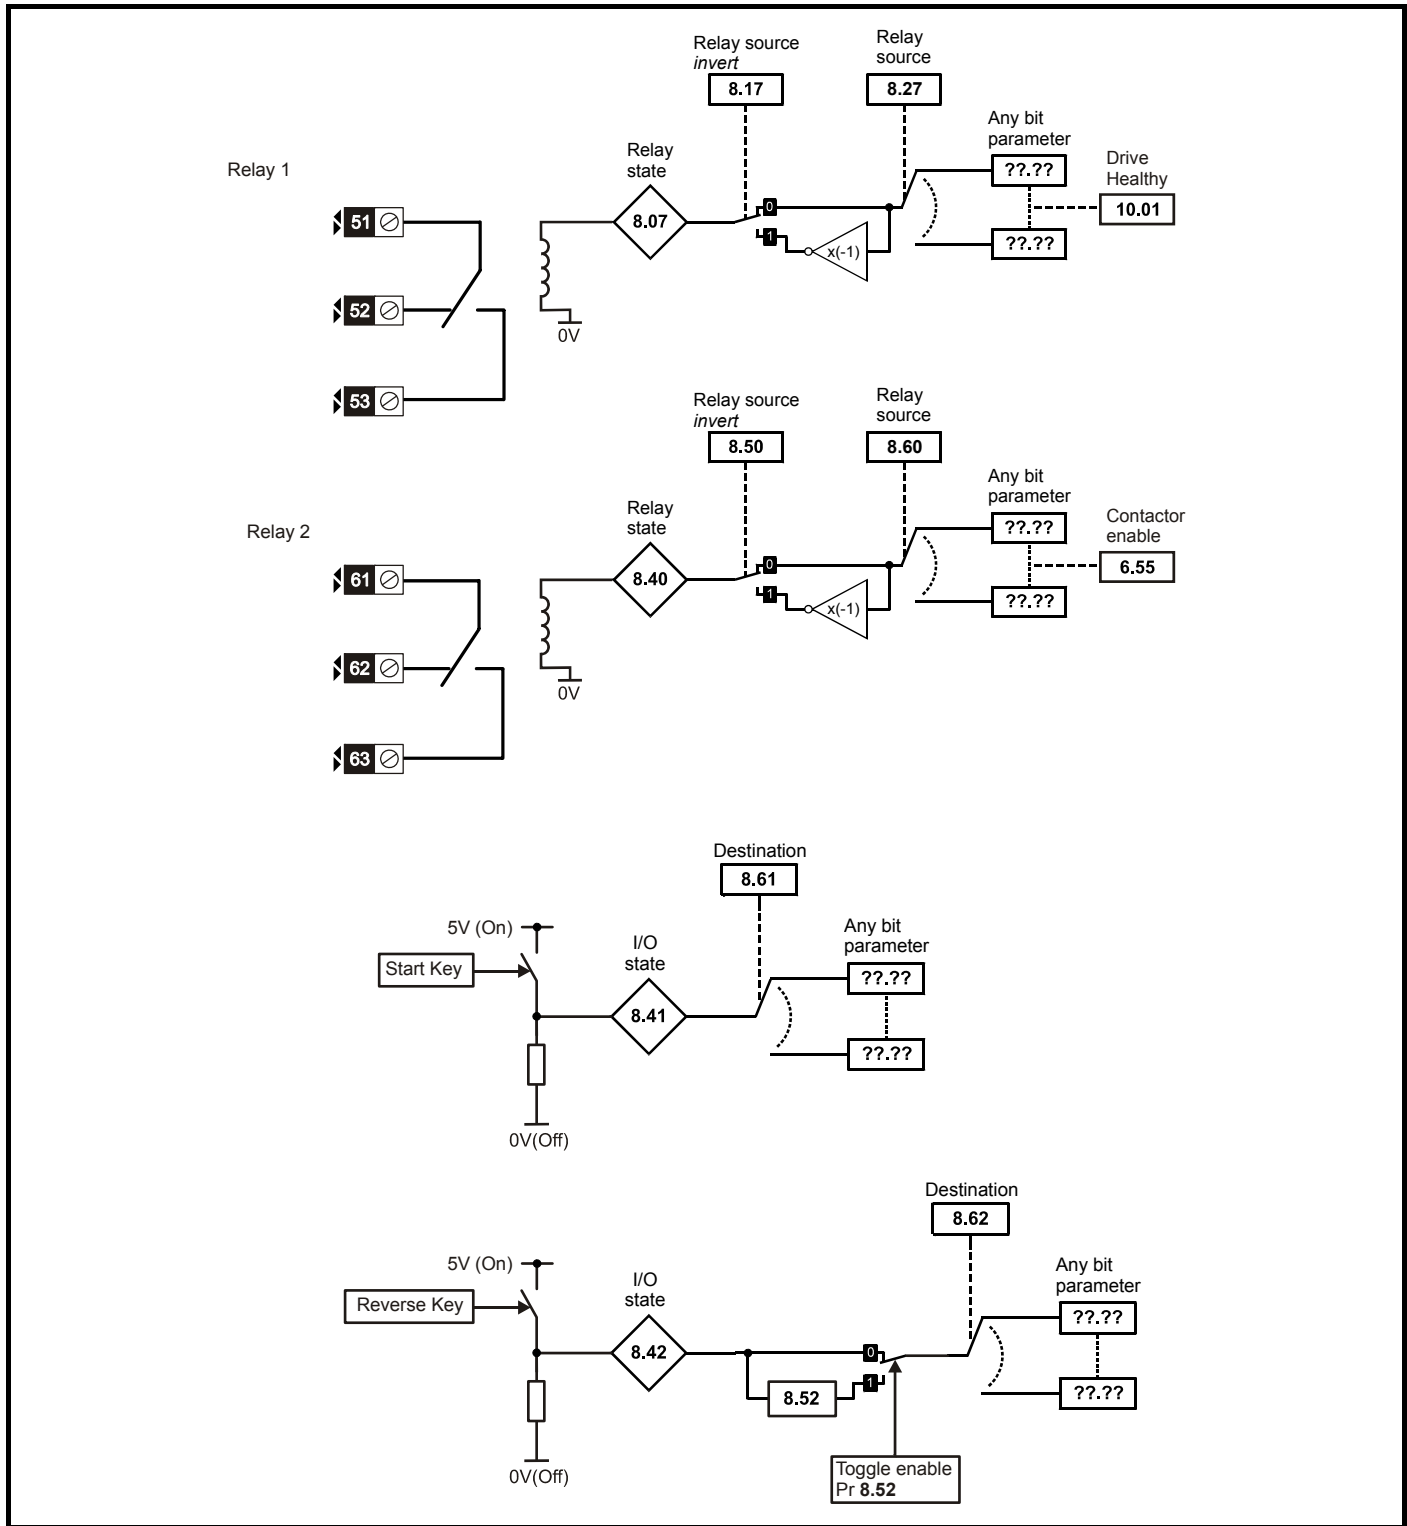 Relay source
invert
8.17
Relay
source
8.27
Any bit
parameter
??.??
Drive
Healthy
10.01
??.??
Relay 1
Relay
state
8.07
0
1
x(-1)
51
52
53
0V
Relay source
invert
8.50
Relay
source
8.60
Any bit
parameter
??.??
Contactor
enable
6.55
??.??
Relay 2
Relay
state
8.40
0
1
x(-1)
61
62
63
0V
Destination
8.61
5V (On)
Start Key
I/O
state
8.41
Any bit
parameter
??.??
??.??
0V(Off)
Destination
8.62
5V (On)
Reverse Key
I/O
state
8.42
0
1
8.52
Any bit
parameter
??.??
??.??
0V(Off)
Toggle enable
Pr 8.52